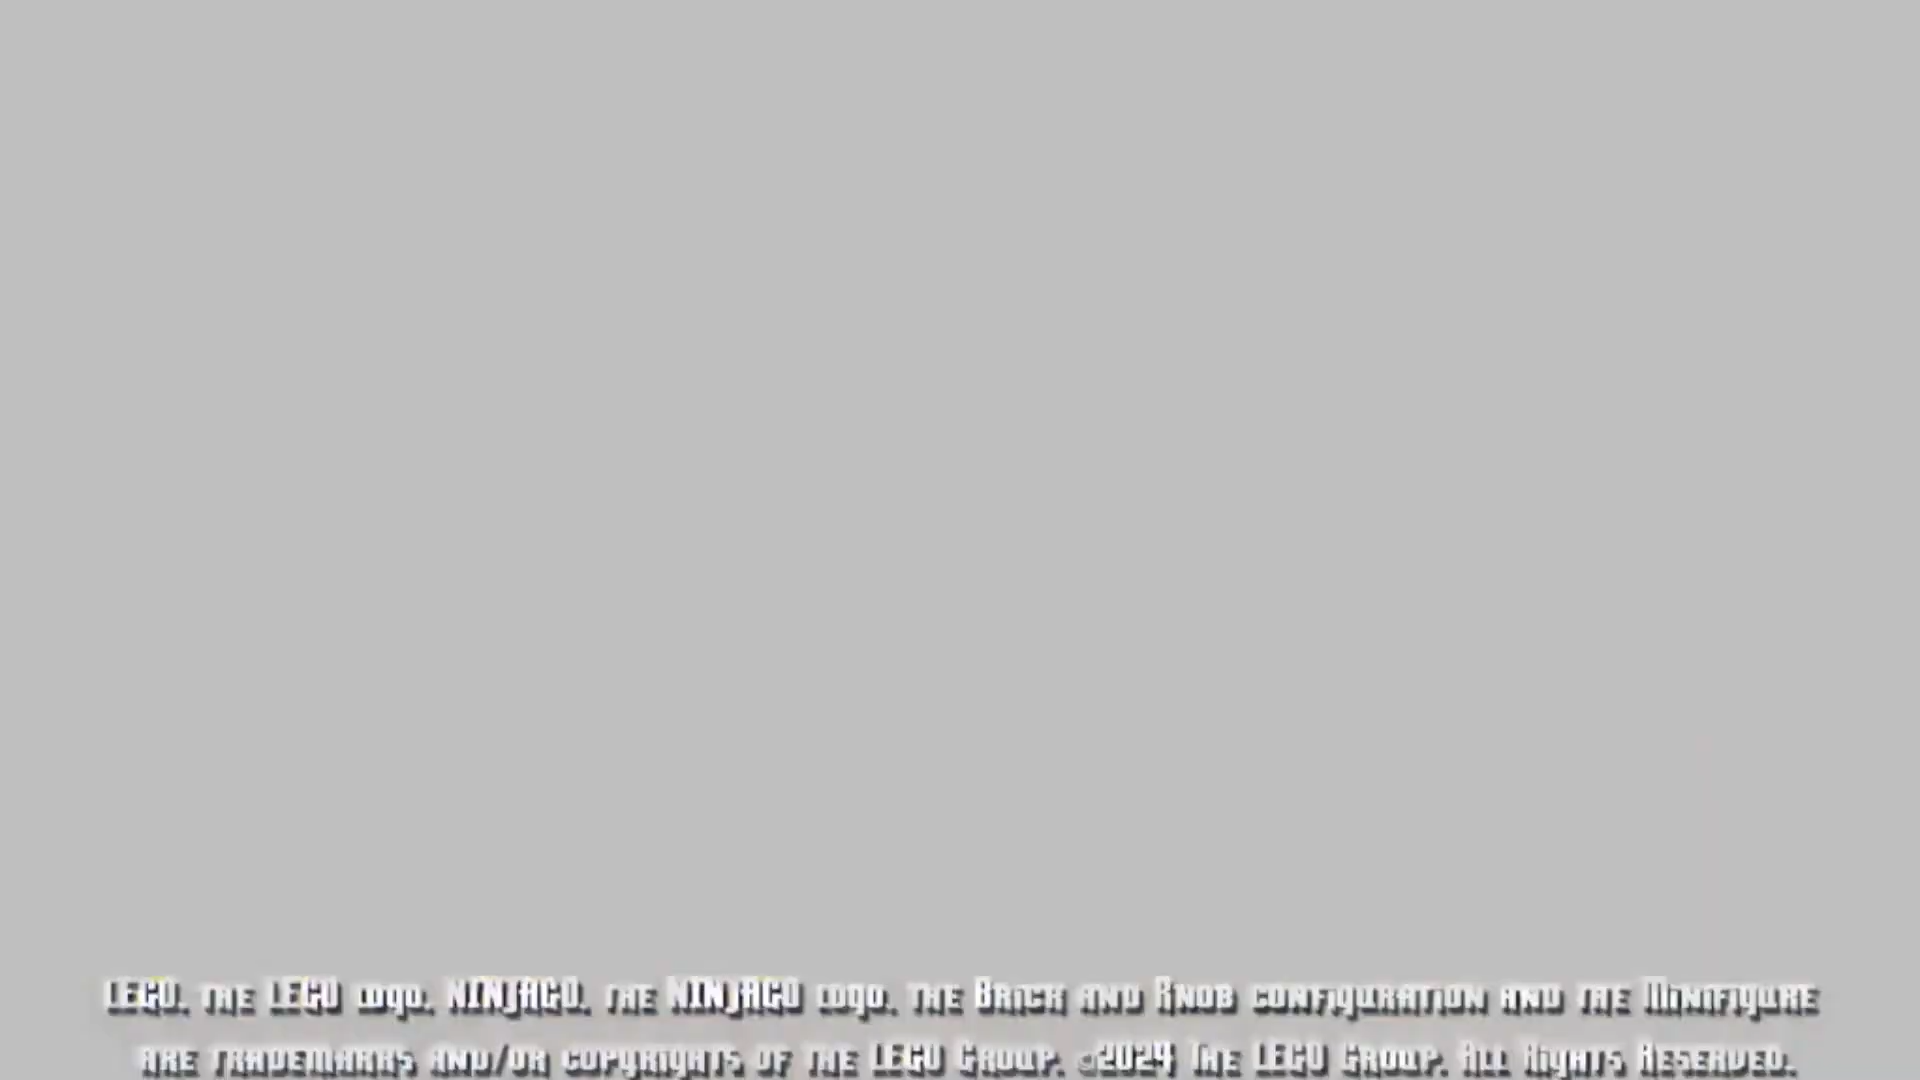 LEGO, the LEGO logo, NINJAGO, the NINJAGO logo, the Brick and Knob configuration and the Minifigure
are trademarks and/or copyrights of the LEGO Group. ©2024 The LEGO Group. All Rights Reserved.